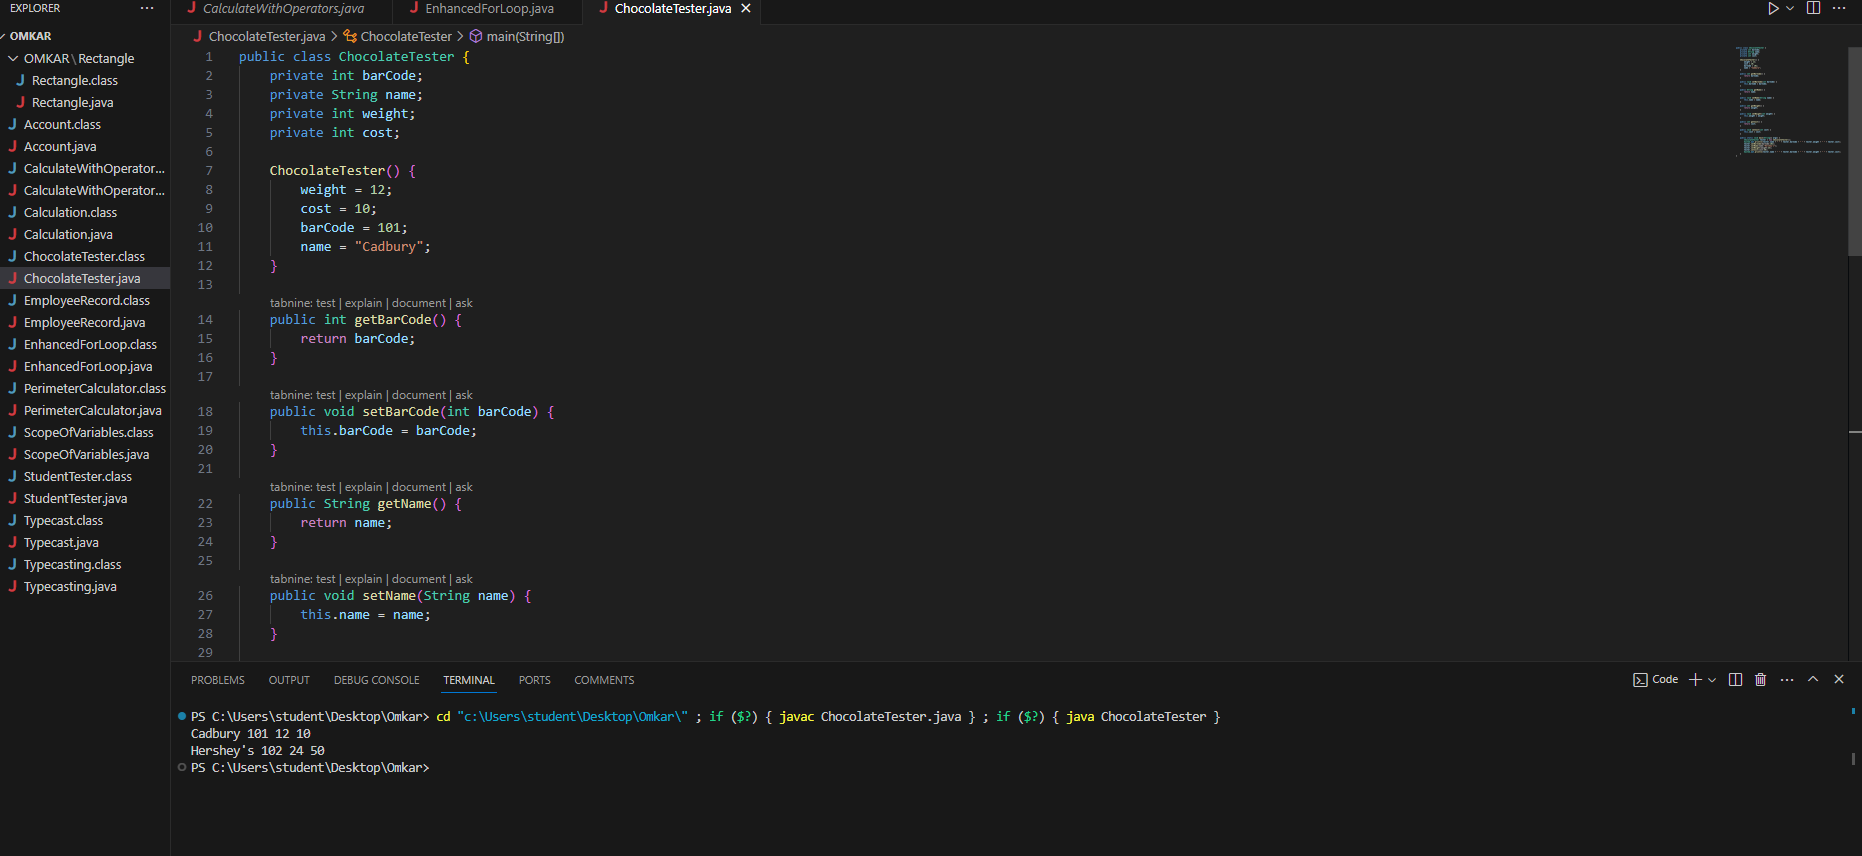 EXPLORER ···
OMKAR
OMKAR\Rectangle
Rectangle.class
Rectangle.java
Account.class
Account.java
CalculateWithOperator...
CalculateWithOperator...
Calculation.class
Calculation.java
ChocolateTester.class
ChocolateTester.java
EmployeeRecord.class
EmployeeRecord.java
EnhancedForLoop.class
EnhancedForLoop.java
PerimeterCalculator.class
PerimeterCalculator.java
ScopeOfVariables.class
ScopeOfVariables.java
StudentTester.class
StudentTester.java
Typecast.class
Typecast.java
Typecasting.class
Typecasting.java
CalculateWithOperators.java EnhancedForLoop.java ChocolateTester.java
ChocolateTester.java > ChocolateTester > main(String[])
1 public class ChocolateTester {
2 private int barCode;
3 private String name;
4 private int weight;
5 private int cost;
6
7 ChocolateTester() {
8 weight = 12;
9 cost = 10;
10 barCode = 101;
11 name = "Cadbury";
12 }
13
tabnine: test | explain | document | ask
14 public int getBarCode() {
15 return barCode;
16 }
17
tabnine: test | explain | document | ask
18 public void setBarCode(int barCode) {
19 this.barCode = barCode;
20 }
21
tabnine: test | explain | document | ask
22 public String getName() {
23 return name;
24 }
25
tabnine: test | explain | document | ask
26 public void setName(String name) {
27 this.name = name;
28 }
29
PROBLEMS OUTPUT DEBUG CONSOLE TERMINAL PORTS COMMENTS Code
PS C:\Users\student\Desktop\Omkar> cd "c:\Users\student\Desktop\Omkar\" ; if ($?) { javac ChocolateTester.java } ; if ($?) { java ChocolateTester }
Cadbury 101 12 10
Hershey's 102 24 50
PS C:\Users\student\Desktop\Omkar>